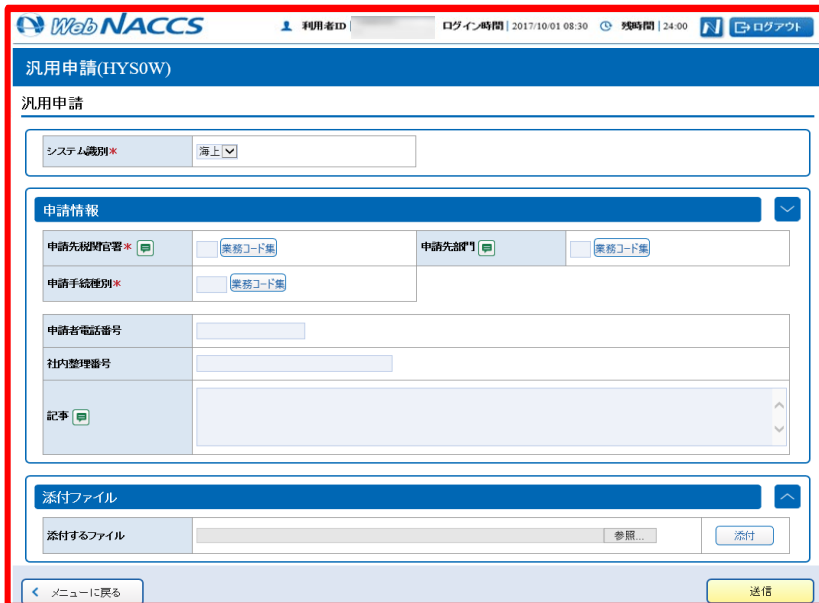 Web NACCS 利用者ID ログイン時間 2017/10/01 08:30 残時間 24:00 N ログアウト
汎用申請(HYS0W)
汎用申請
システム識別* 海上
申請情報
申請先税関官署* 業務コード集 申請先部門 業務コード集
申請手続種別* 業務コード集
申請者電話番号
社内整理番号
記事
添付ファイル
添付するファイル 参照... 添付
メニューに戻る 送信